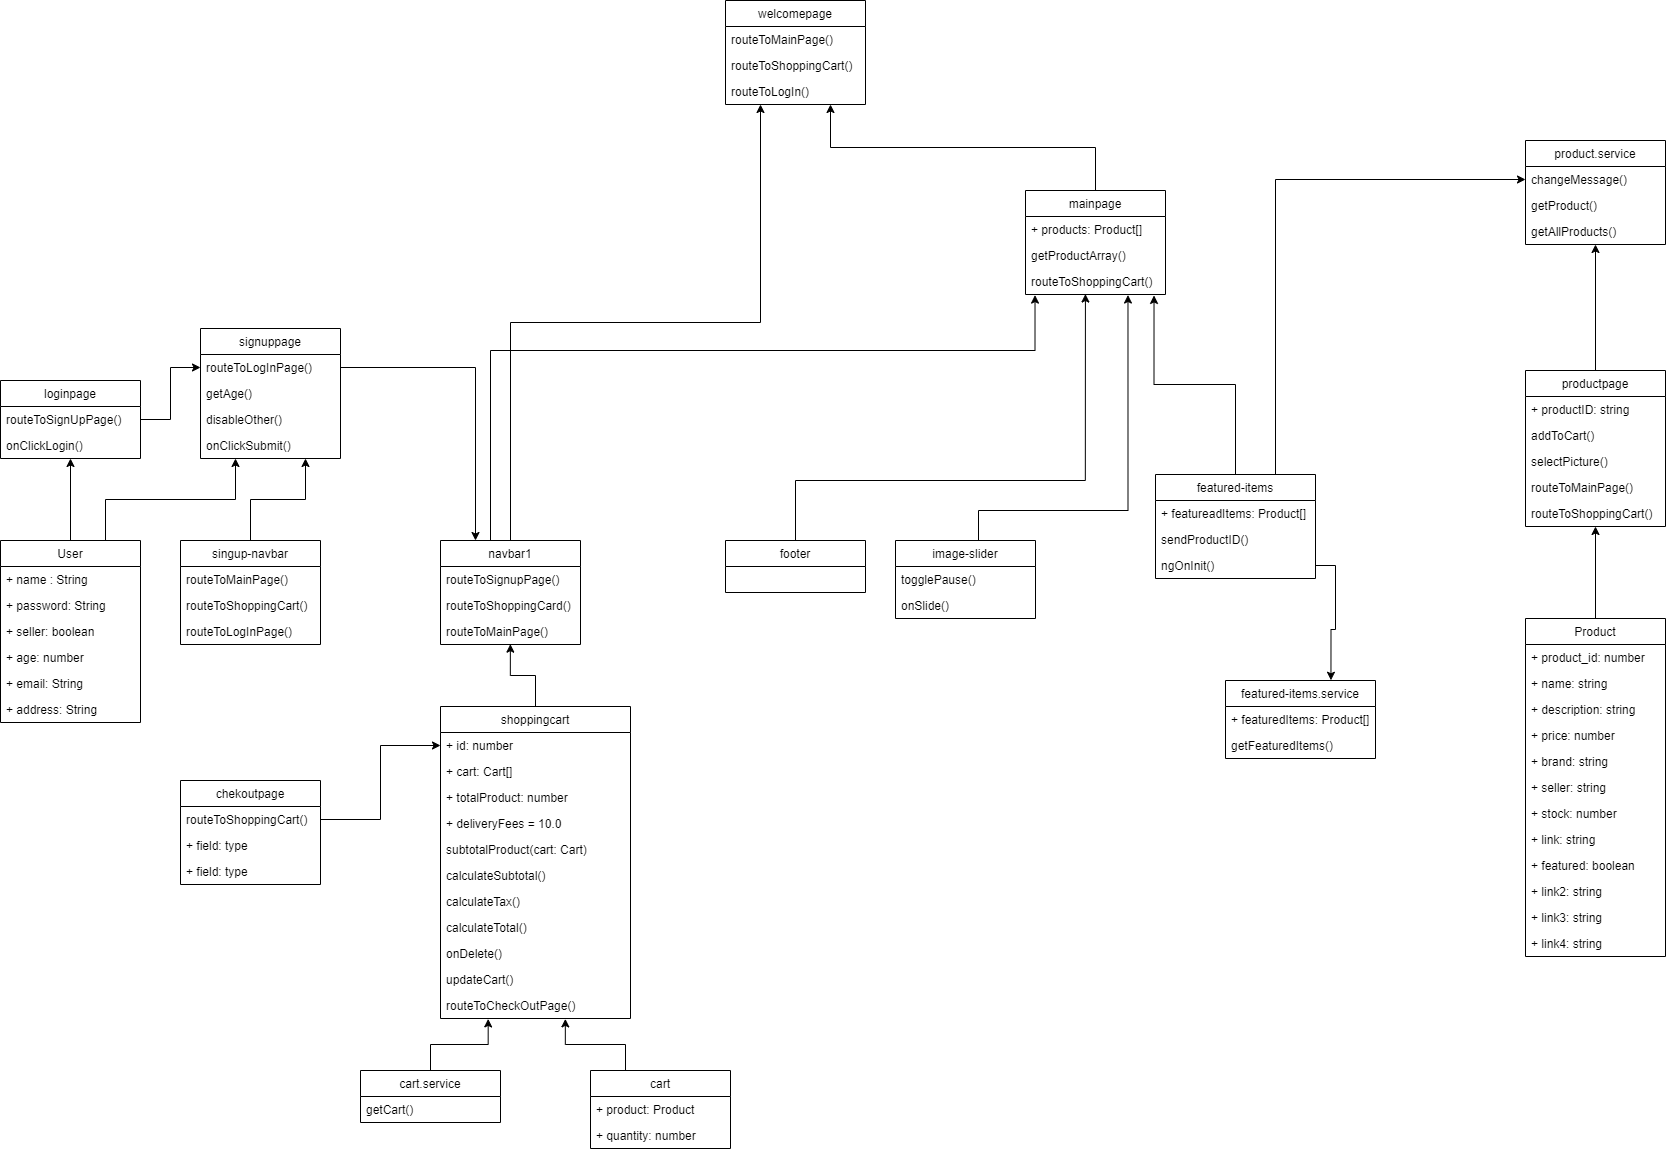 welcomepage
routeToMainPage()
routeToShoppingCart()
routeToLogIn()
product.service
changeMessage()
getProduct()
getAllProducts()
mainpage
+ products: Product[]
getProductArray()
routeToShoppingCart()
signuppage
routeToLogInPage()
getAge()
disableOther()
onClickSubmit()
loginpage
routeToSignUpPage()
onClickLogin()
productpage
+ productID: string
addToCart()
selectPicture()
routeToMainPage()
routeToShoppingCart()
featured-items
+ featureadItems: Product[]
sendProductID()
ngOnInit()
User
+ name : String
+ password: String
+ seller: boolean
+ age: number
+ email: String
+ address: String
singup-navbar
routeToMainPage()
routeToShoppingCart()
routeToLogInPage()
navbar1
routeToSignupPage()
routeToShoppingCard()
routeToMainPage()
footer
image-slider
togglePause()
onSlide()
Product
+ product_id: number
+ name: string
+ description: string
+ price: number
+ brand: string
+ seller: string
+ stock: number
+ link: string
+ featured: boolean
+ link2: string
+ link3: string
+ link4: string
featured-items.service
+ featuredItems: Product[]
getFeaturedItems()
shoppingcart
+ id: number
+ cart: Cart[]
+ totalProduct: number
+ deliveryFees = 10.0
subtotalProduct(cart: Cart)
calculateSubtotal()
calculateTax()
calculateTotal()
onDelete()
updateCart()
routeToCheckOutPage()
chekoutpage
routeToShoppingCart()
+ field: type
+ field: type
cart.service
getCart()
cart
+ product: Product
+ quantity: number